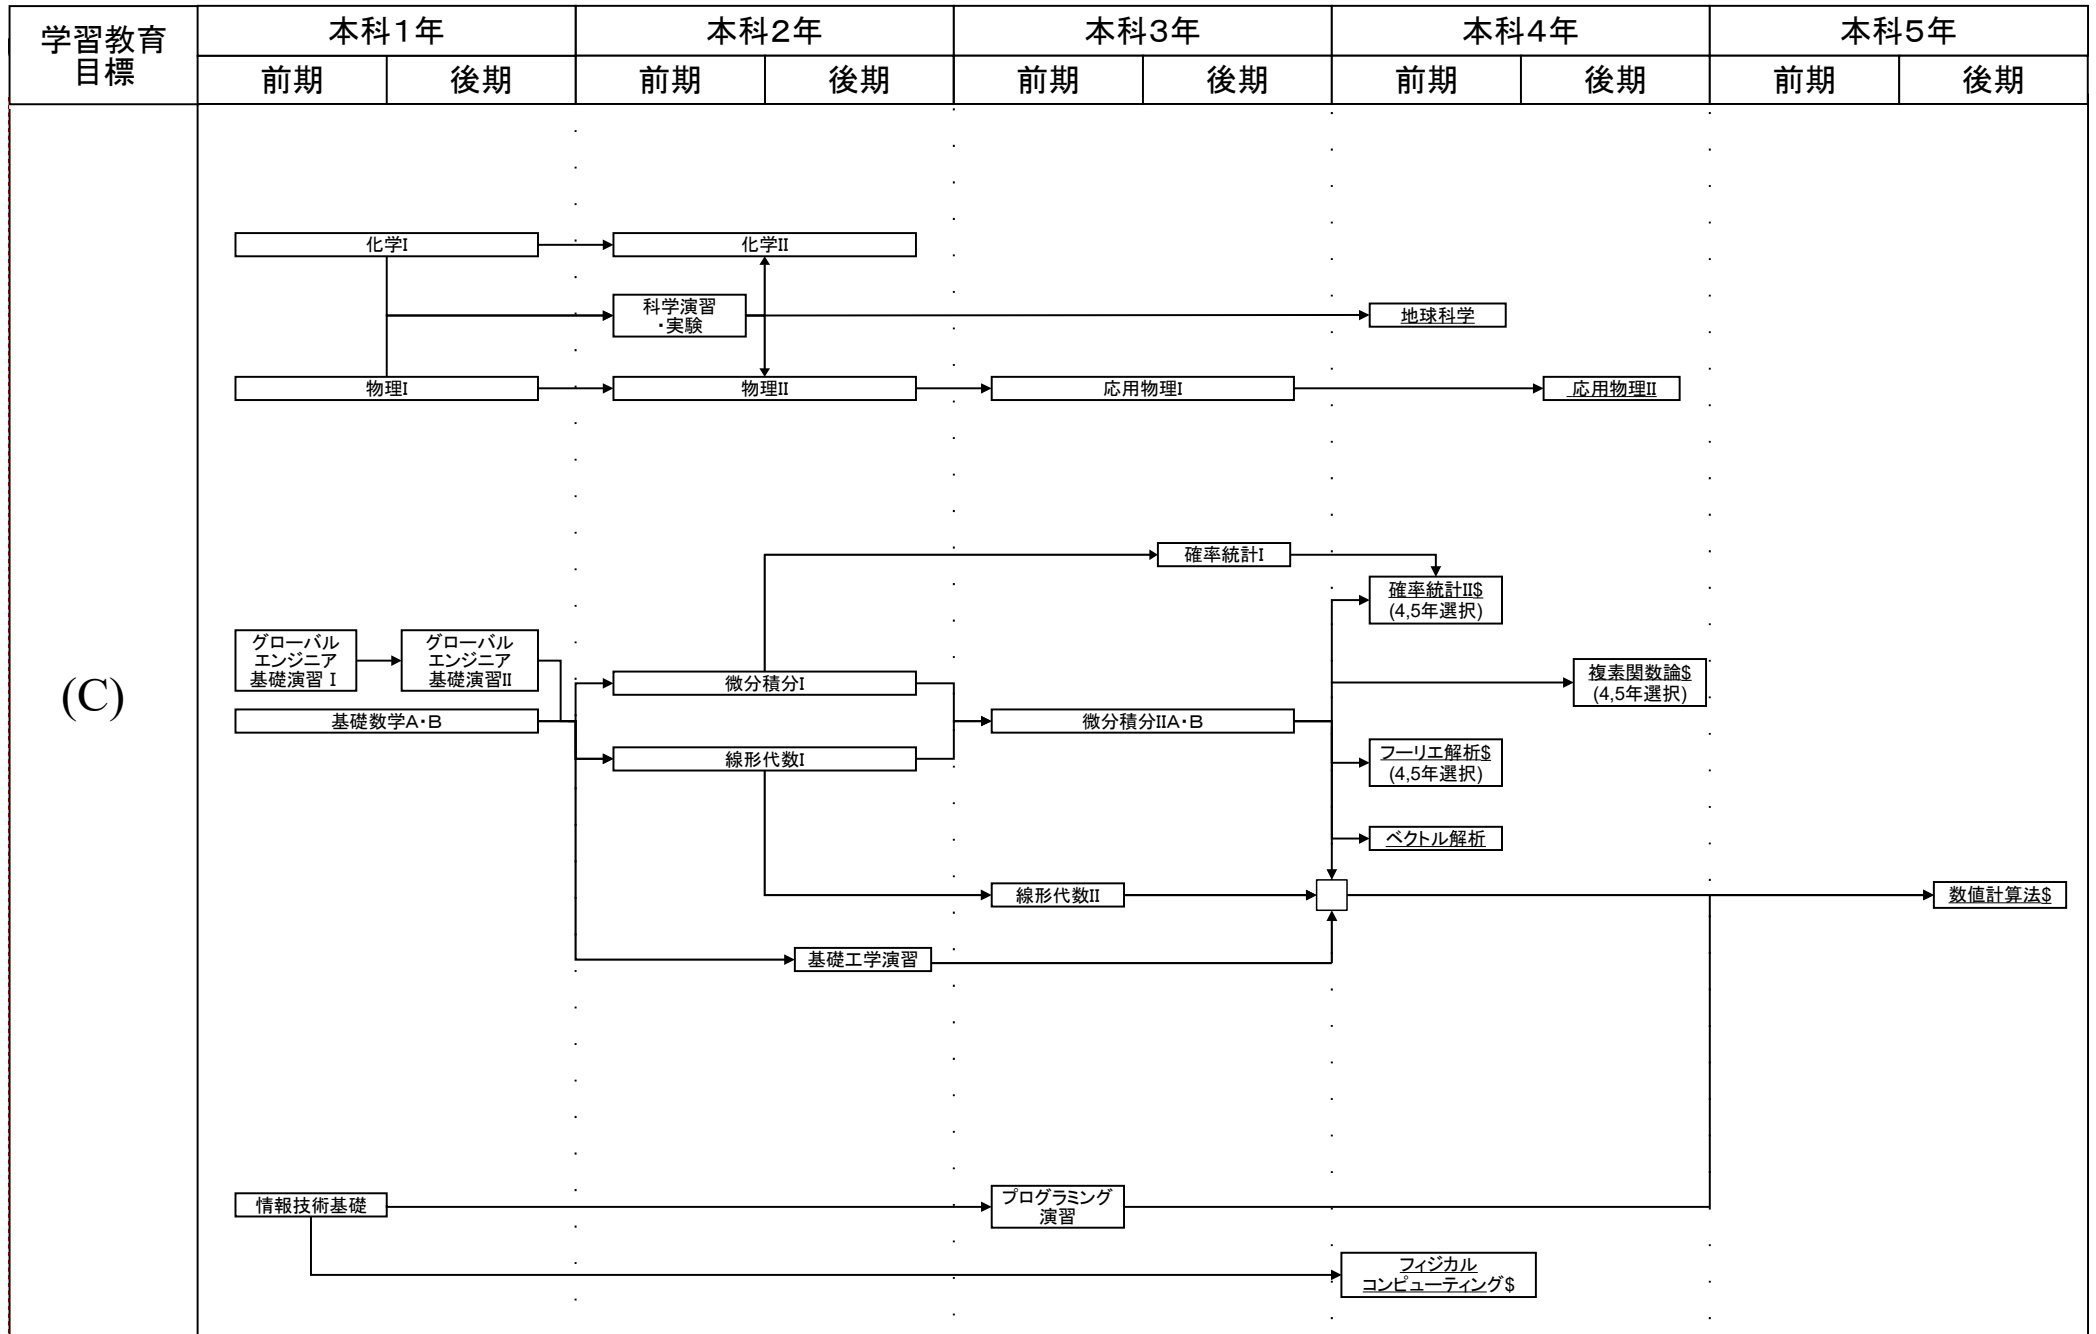 学習教育
目標
本科1年
本科2年
本科3年
本科4年
本科5年
前期
後期
前期
後期
前期
後期
前期
後期
前期
後期
(C)
化学I
化学II
科学演習
・実験
地球科学
物理I
物理II
応用物理I
応用物理II
確率統計I
確率統計II$
(4,5年選択)
グローバル
エンジニア
基礎演習 I
グローバル
エンジニア
基礎演習II
微分積分I
複素関数論$
(4,5年選択)
基礎数学A・B
微分積分IIA・B
線形代数I
フーリエ解析$
(4,5年選択)
ベクトル解析
線形代数II
数値計算法$
基礎工学演習
情報技術基礎
プログラミング
演習
フィジカル
コンピューティング$